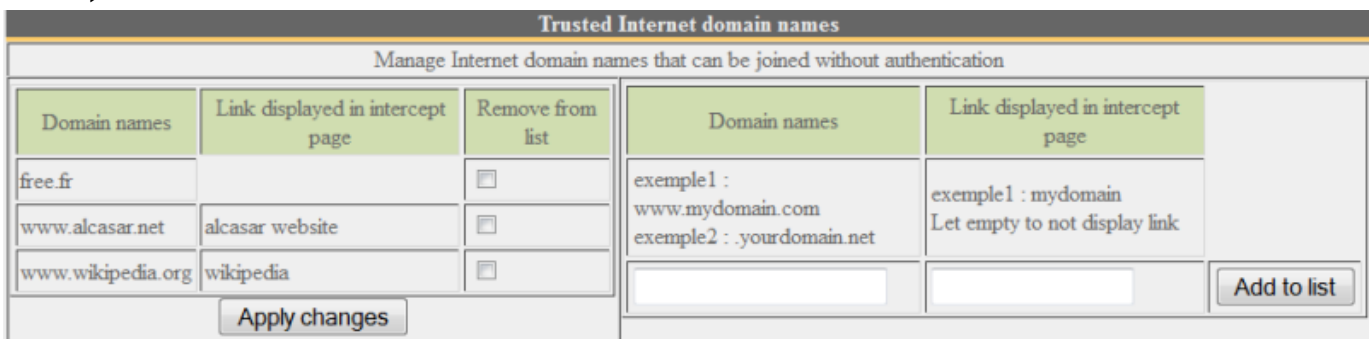 Trusted Internet domain names
Manage Internet domain names that can be joined without authentication
Domain names
Link displayed in intercept
page
Remove from
list
free.fr
www.alcasar.net
alcasar website
www.wikipedia.org
wikipedia
Apply changes
Domain names
Link displayed in intercept
page
exemple1 :
www.mydomain.com
exemple2 : .yourdomain.net
exemple1 : mydomain
Let empty to not display link
Add to list